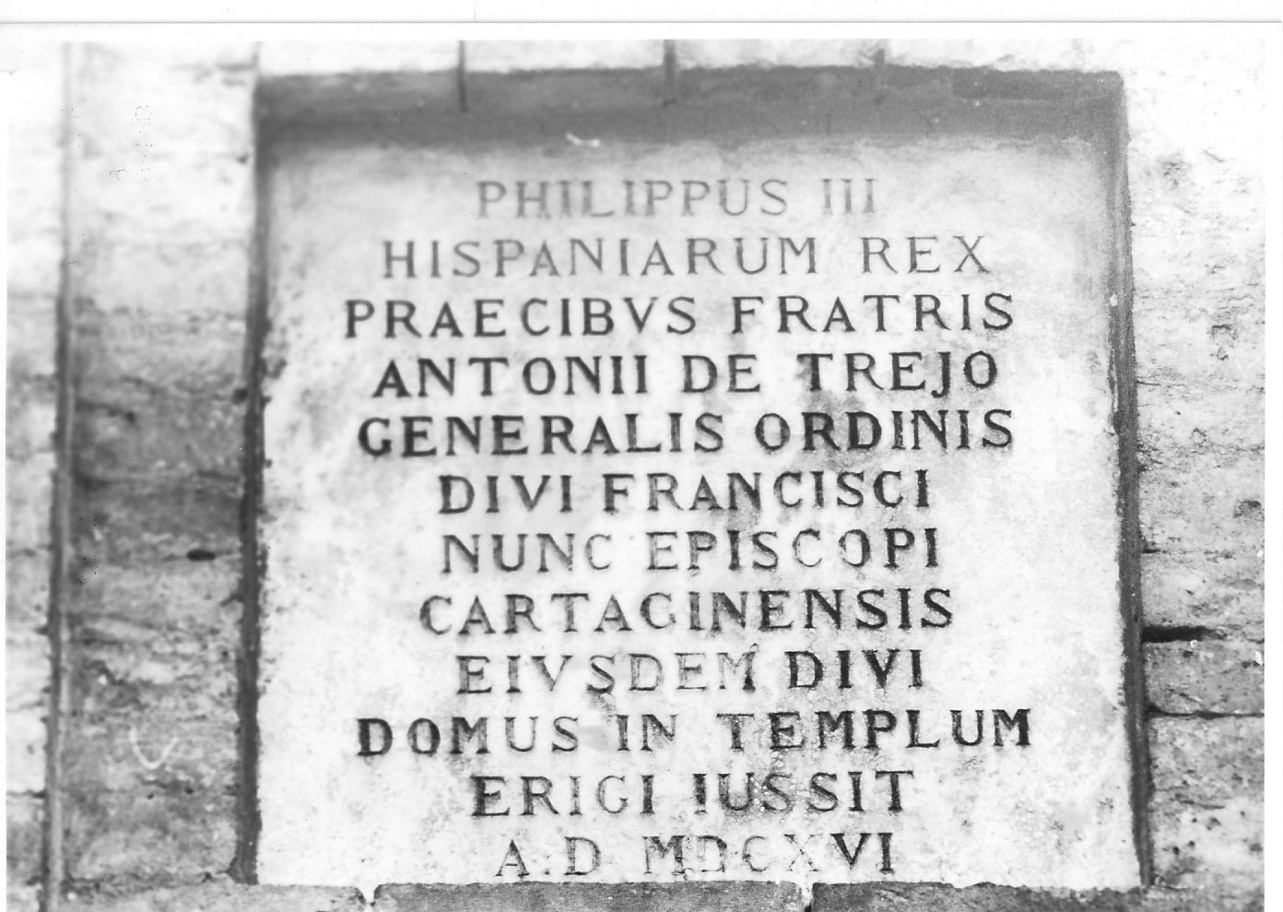 PHILIPPUS III
HISPANIARUM REX
PRAECIBVS FRATRIS
ANTONII DE TREJO
GENERALIS ORDINIS
DIVI FRANCISCI
NUNC EPISCOPI
CARTAGINENSIS
EIVSDEM DIVI
DOMUS IN TEMPLUM
ERIGI IUSSIT
A.D MDCXVI